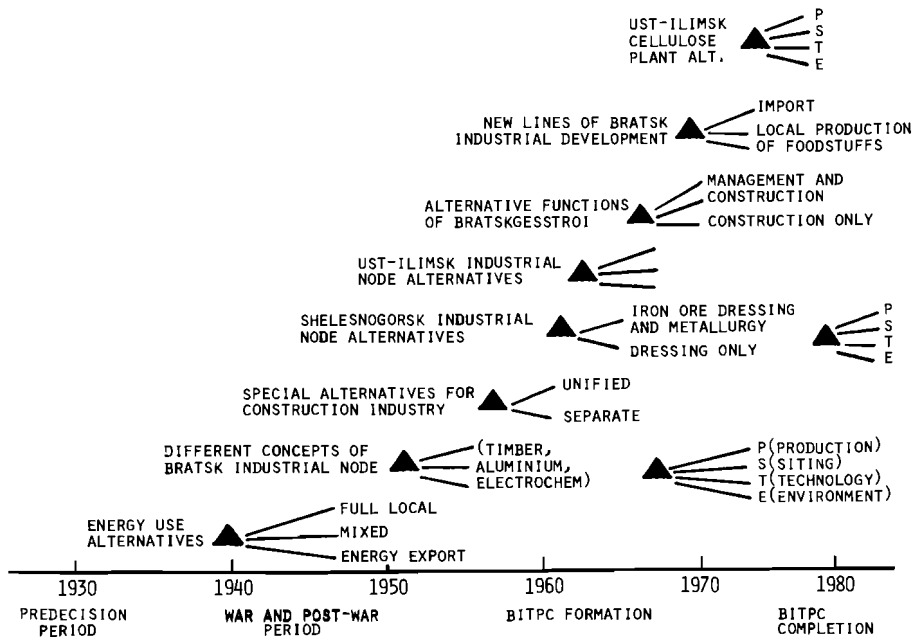 UST-ILIMSK
CELLULOSE
PLANT ALT.
P
S
T
E
NEW LINES OF BRATSK
INDUSTRIAL DEVELOPMENT
IMPORT
LOCAL PRODUCTION
OF FOODSTUFFS
ALTERNATIVE FUNCTIONS
OF BRATSKGESSTROI
MANAGEMENT AND
CONSTRUCTION
CONSTRUCTION ONLY
UST-ILIMSK INDUSTRIAL
NODE ALTERNATIVES
SHELESNOGORSK INDUSTRIAL
NODE ALTERNATIVES
IRON ORE DRESSING
AND METALLURGY
DRESSING ONLY
P
S
T
E
SPECIAL ALTERNATIVES FOR
CONSTRUCTION INDUSTRY
UNIFIED
SEPARATE
DIFFERENT CONCEPTS OF
BRATSK INDUSTRIAL NODE
(TIMBER,
ALUMINIUM,
ELECTROCHEM)
P(PRODUCTION)
S(SITING)
T(TECHNOLOGY)
E(ENVIRONMENT)
ENERGY USE
ALTERNATIVES
FULL LOCAL
MIXED
ENERGY EXPORT
1930 1940 1950 1960 1970 1980
PREDECISION
PERIOD
WAR AND POST-WAR
PERIOD
BITPC FORMATION
BITPC
COMPLETION